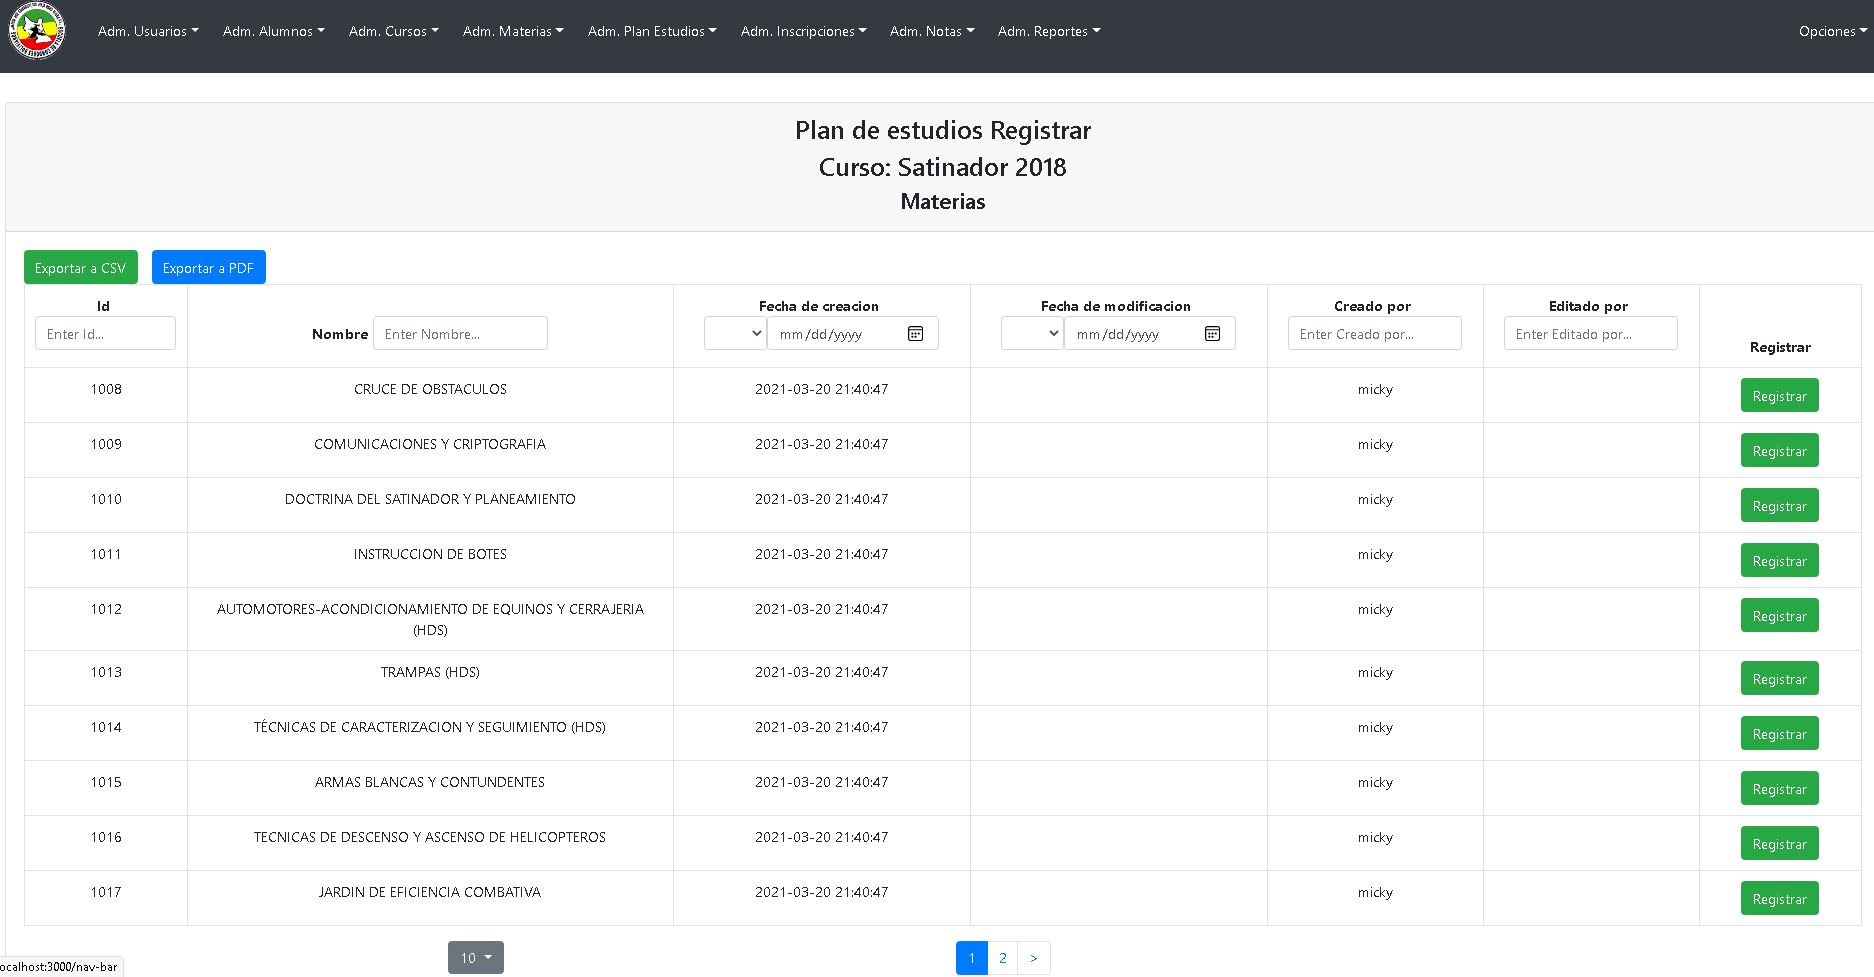 Adm. Usuarios Adm. Alumnos Adm. Cursos Adm. Materias Adm. Plan Estudios Adm. Inscripciones Adm. Notas Adm. Reportes Opciones
Plan de estudios Registrar
Curso: Satinador 2018
Materias
Exportar a CSV Exportar a PDF
Id Nombre Fecha de creacion Fecha de modificacion Creado por Editado por Registrar
Enter Id... Enter Nombre... mm/dd/yyyy mm/dd/yyyy Enter Creado por... Enter Editado por...
1008 CRUCE DE OBSTACULOS 2021-03-20 21:40:47 micky Registrar
1009 COMUNICACIONES Y CRIPTOGRAFIA 2021-03-20 21:40:47 micky Registrar
1010 DOCTRINA DEL SATINADOR Y PLANEAMIENTO 2021-03-20 21:40:47 micky Registrar
1011 INSTRUCCION DE BOTES 2021-03-20 21:40:47 micky Registrar
1012 AUTOMOTORES-ACONDICIONAMIENTO DE EQUINOS Y CERRAJERIA 2021-03-20 21:40:47 micky Registrar
(HDS)
1013 TRAMPAS (HDS) 2021-03-20 21:40:47 micky Registrar
1014 TÉCNICAS DE CARACTERIZACION Y SEGUIMIENTO (HDS) 2021-03-20 21:40:47 micky Registrar
1015 ARMAS BLANCAS Y CONTUNDENTES 2021-03-20 21:40:47 micky Registrar
1016 TECNICAS DE DESCENSO Y ASCENSO DE HELICOPTEROS 2021-03-20 21:40:47 micky Registrar
1017 JARDIN DE EFICIENCIA COMBATIVA 2021-03-20 21:40:47 micky Registrar
10 1 2 >
ocalhost:3000/nav-bar